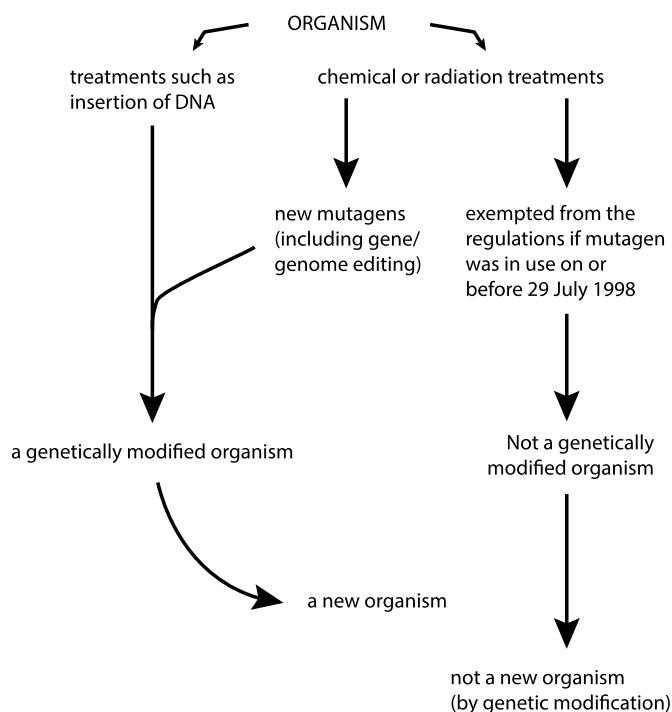 ORGANISM
treatments such as
insertion of DNA
chemical or radiation treatments
new mutagens
(including gene/
genome editing)
exempted from the
regulations if mutagen
was in use on or
before 29 July 1998
a genetically modified organism
Not a genetically
modified organism
a new organism
not a new organism
(by genetic modification)